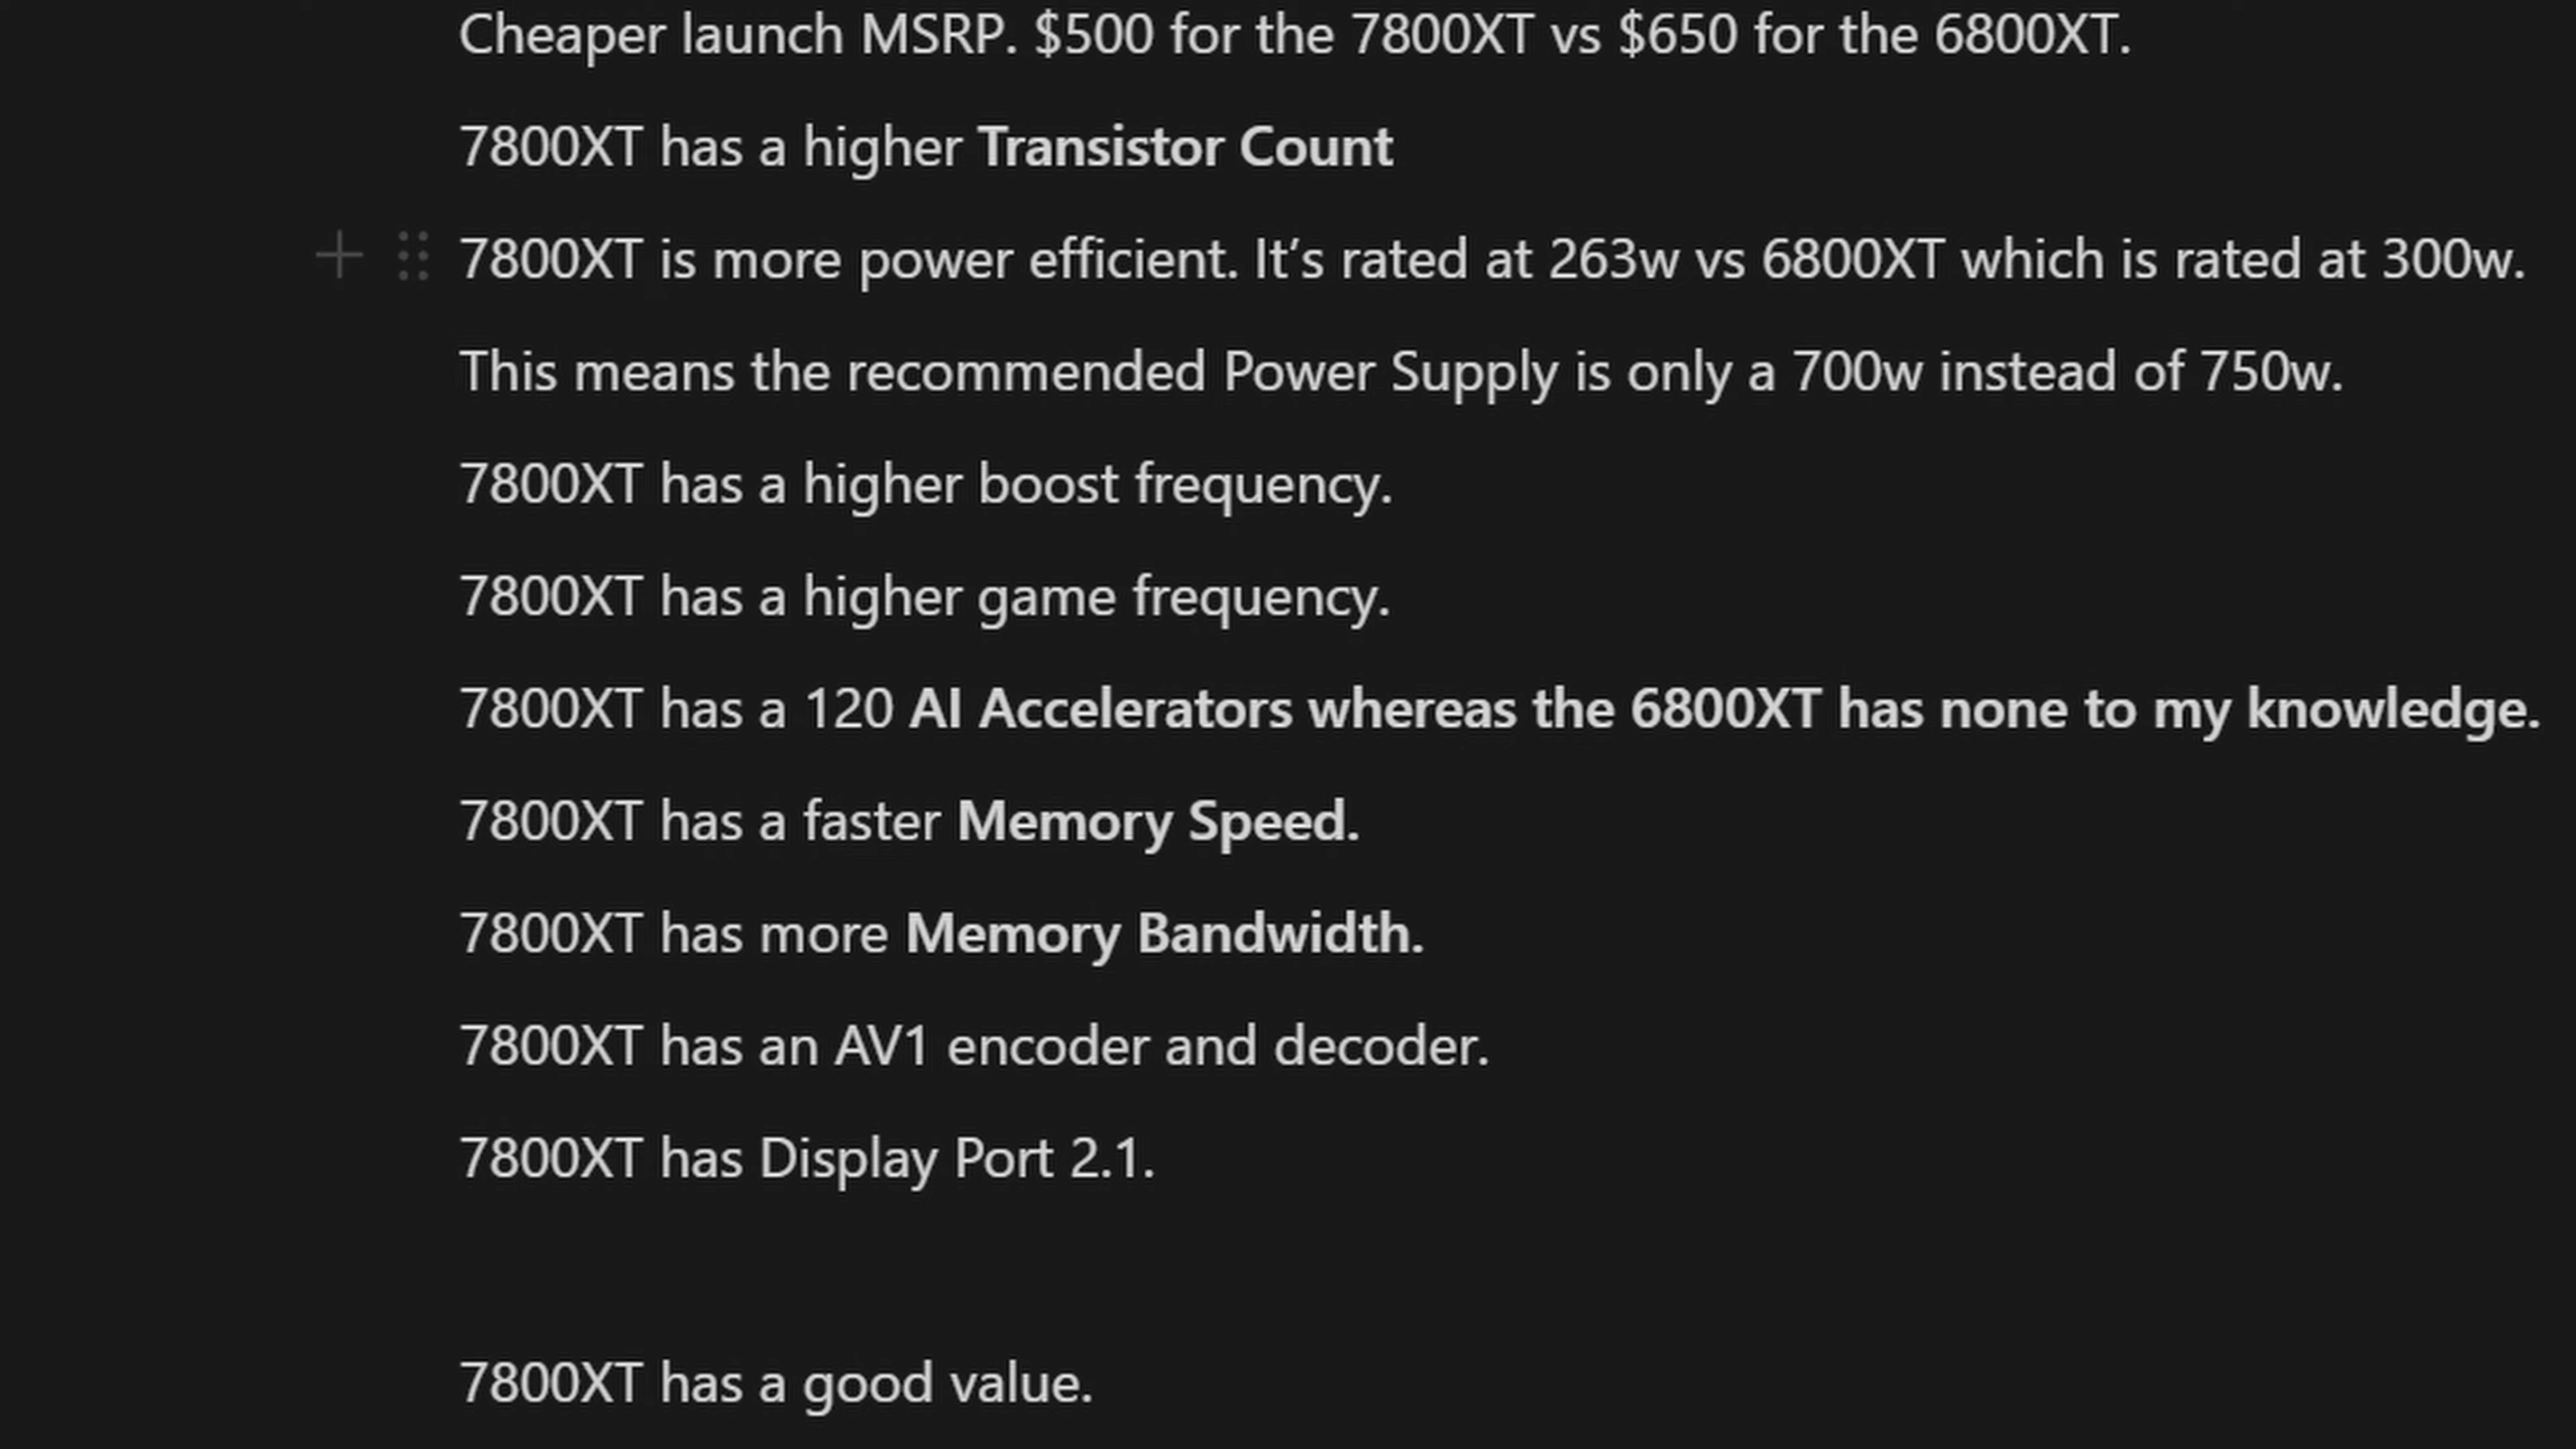 Cheaper launch MSRP. $500 for the 7800XT vs $650 for the 6800XT.
7800XT has a higher Transistor Count
7800XT is more power efficient. It’s rated at 263w vs 6800XT which is rated at 300w.
This means the recommended Power Supply is only a 700w instead of 750w.
7800XT has a higher boost frequency.
7800XT has a higher game frequency.
7800XT has a 120 AI Accelerators whereas the 6800XT has none to my knowledge.
7800XT has a faster Memory Speed.
7800XT has more Memory Bandwidth.
7800XT has an AV1 encoder and decoder.
7800XT has Display Port 2.1.
7800XT has a good value.